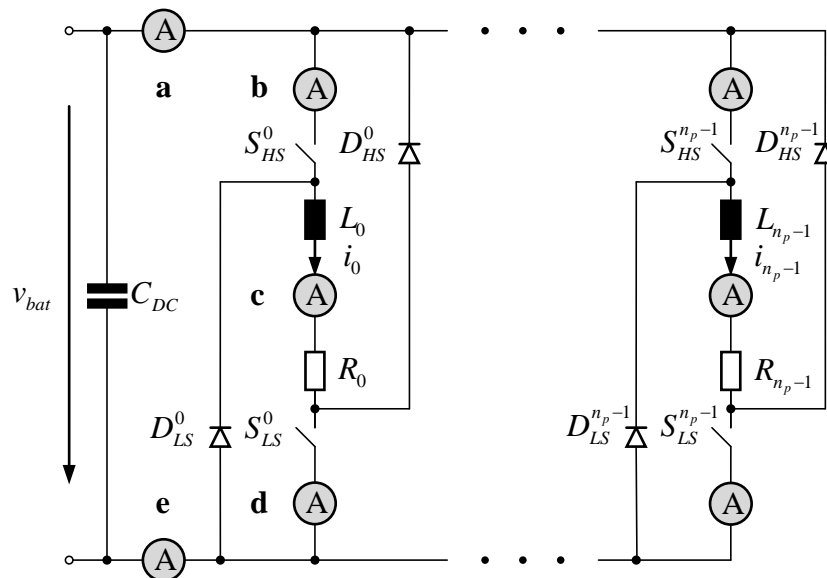 A
a
b
A
A
S_{HS}^{0}
D_{HS}^{0}
S_{HS}^{n_p-1}
D_{HS}^{n_p-1}
L_0
L_{n_p-1}
i_0
i_{n_p-1}
v_{bat}
C_{DC}
c
A
A
R_0
R_{n_p-1}
D_{LS}^{0}
S_{LS}^{0}
D_{LS}^{n_p-1}
S_{LS}^{n_p-1}
e
d
A
A
A